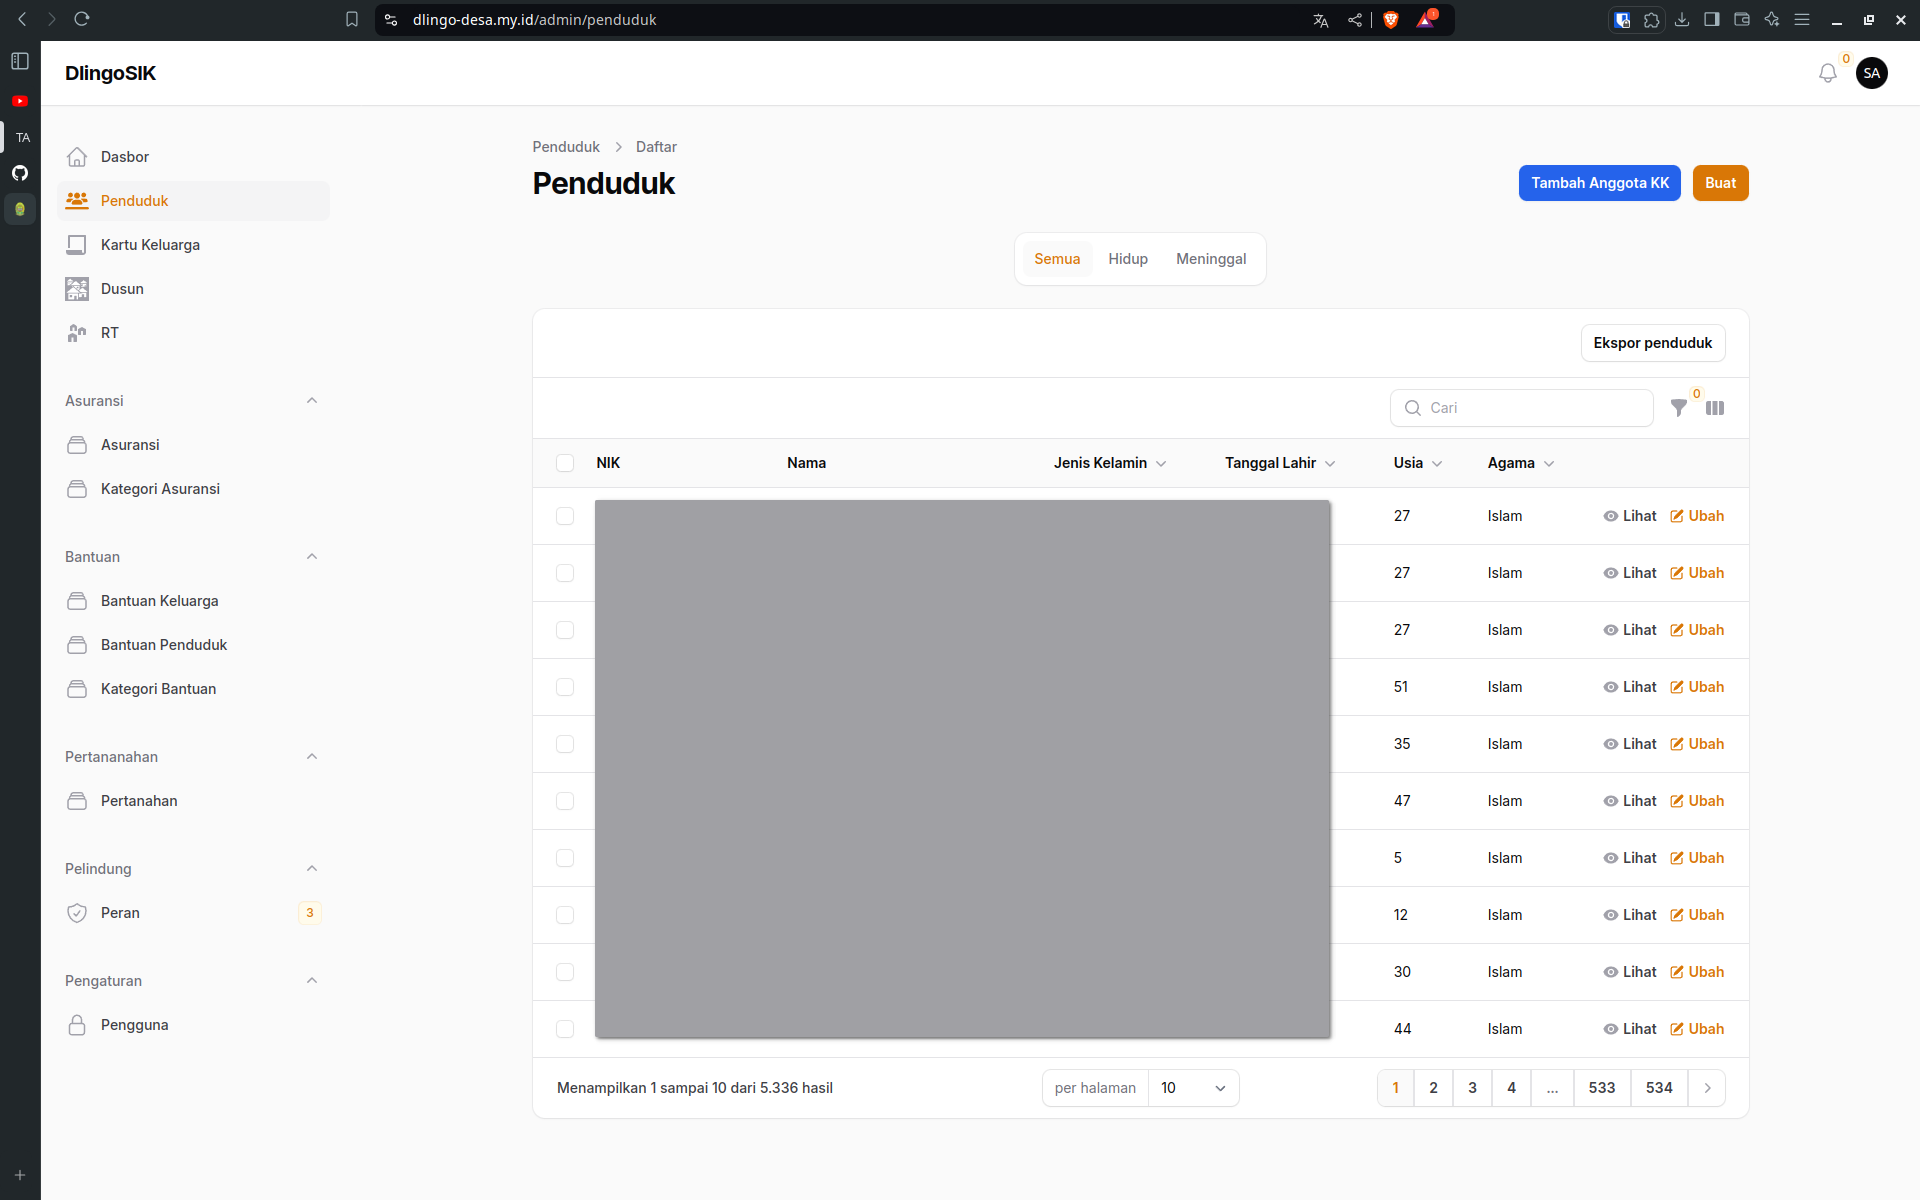 dlingo-desa.my.id/admin/penduduk
1
TA
DlingoSIK
0
SA
Dasbor
Penduduk
Kartu Keluarga
Dusun
RT
Asuransi
Asuransi
Kategori Asuransi
Bantuan
Bantuan Keluarga
Bantuan Penduduk
Kategori Bantuan
Pertananahan
Pertanahan
Pelindung
Peran 3
Pengaturan
Pengguna
Penduduk > Daftar
Penduduk
Tambah Anggota KK
Buat
Semua Hidup Meninggal
Ekspor penduduk
Cari
0
NIK Nama Jenis Kelamin Tanggal Lahir Usia Agama
27 Islam Lihat Ubah
27 Islam Lihat Ubah
27 Islam Lihat Ubah
51 Islam Lihat Ubah
35 Islam Lihat Ubah
47 Islam Lihat Ubah
5 Islam Lihat Ubah
12 Islam Lihat Ubah
30 Islam Lihat Ubah
44 Islam Lihat Ubah
Menampilkan 1 sampai 10 dari 5.336 hasil
per halaman 10
1 2 3 4 ... 533 534